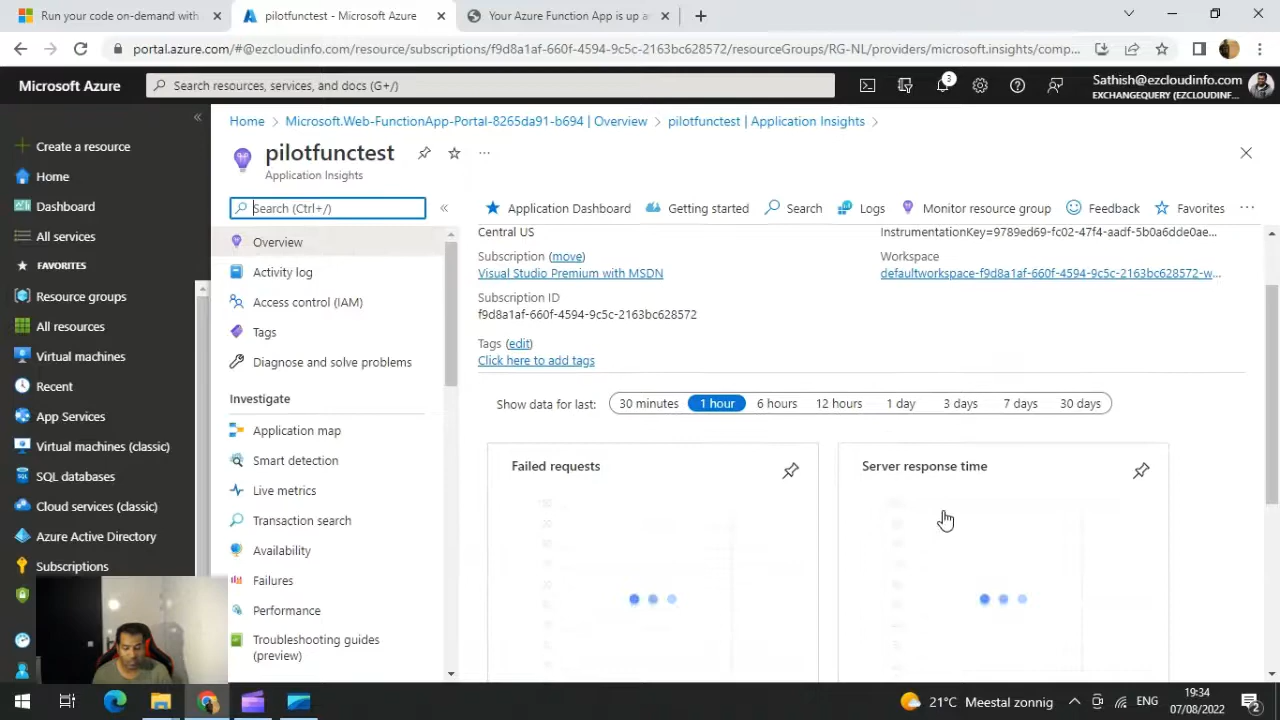 Run your code on-demand with
pilotfunctest - Microsoft Azure
Your Azure Function App is up a
portal.azure.com/#@ezcloudinfo.com/resource/subscriptions/f9d8a1af-660f-4594-9c5c-2163bc628572/resourceGroups/RG-NL/providers/microsoft.insights/comp...
Microsoft Azure
Search resources, services, and docs (G+/)
3
Sathish@ezcloudinfo.com
EXCHANGEQUERY (EZCLOUDINF...
Create a resource
Home
Dashboard
All services
FAVORITES
Resource groups
All resources
Virtual machines
Recent
App Services
Virtual machines (classic)
SQL databases
Cloud services (classic)
Azure Active Directory
Subscriptions
Home > Microsoft.Web-FunctionApp-Portal-8265da91-b694 | Overview > pilotfunctest | Application Insights >
pilotfunctest
Application Insights
Search (Ctrl+/)
Overview
Activity log
Access control (IAM)
Tags
Diagnose and solve problems
Investigate
Application map
Smart detection
Live metrics
Transaction search
Availability
Failures
Performance
Troubleshooting guides
(preview)
Application Dashboard
Getting started
Search
Logs
Monitor resource group
Feedback
Favorites
Central US
Subscription (move)
Visual Studio Premium with MSDN
Subscription ID
f9d8a1af-660f-4594-9c5c-2163bc628572
Tags (edit)
Click here to add tags
InstrumentationKey=9789ed69-fc02-47f4-aadf-5b0a6dde0ae...
Workspace
defaultworkspace-f9d8a1af-660f-4594-9c5c-2163bc628572-w...
Show data for last:
30 minutes
1 hour
6 hours
12 hours
1 day
3 days
7 days
30 days
Failed requests
Server response time
21°C Meestal zonnig
ENG
19:34
07/08/2022
2